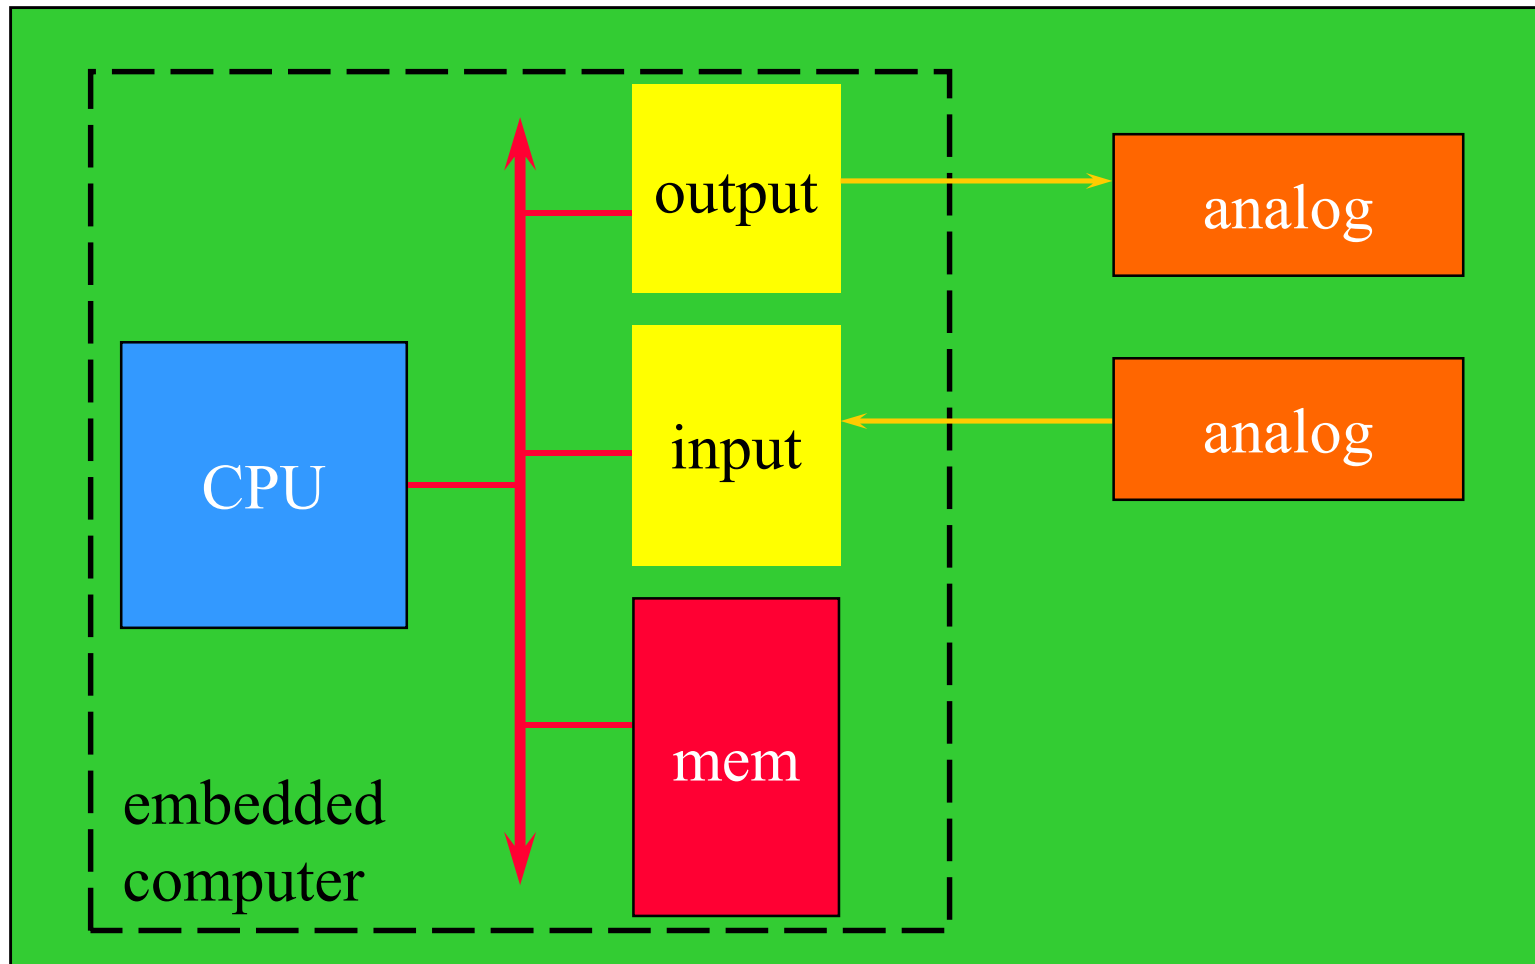 output
analog
input
analog
CPU
mem
embedded
computer